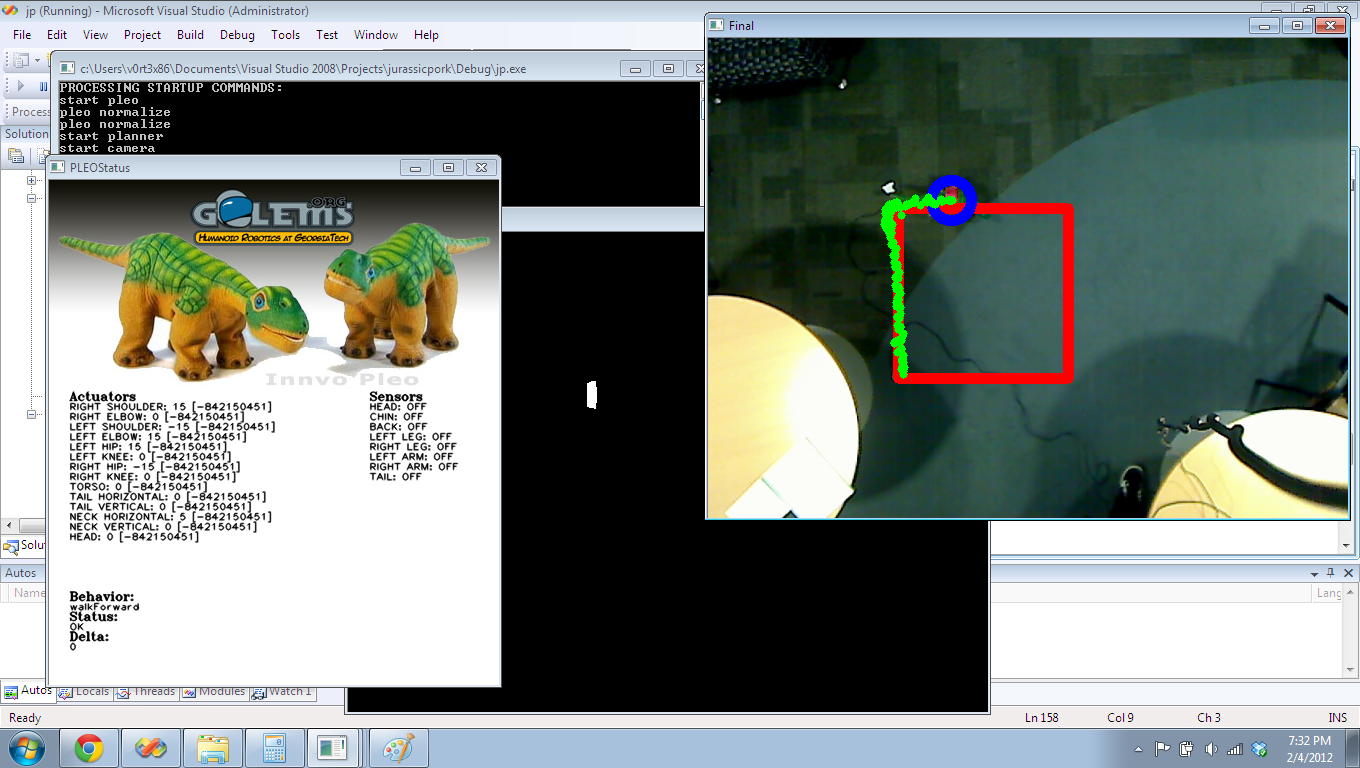 jp (Running) - Microsoft Visual Studio (Administrator)
File Edit View Project Build Debug Tools Test Window Help
Final
c:\Users\v0rt3x86\Documents\Visual Studio 2008\Projects\jurassicpork\Debug\jp.exe
PROCESSING STARTUP COMMANDS:
start pleo
pleo normalize
pleo normalize
start planner
start camera
Process
Solution
PLEOStatus
GOLEMS .ORG
HUMANOID ROBOTICS AT GEORGIATECH
Innvo Pleo
Actuators
RIGHT SHOULDER: 15 [-842150451]
RIGHT ELBOW: 0 [-842150451]
LEFT SHOULDER: -15 [-842150451]
LEFT ELBOW: 15 [-842150451]
LEFT HIP: 15 [-842150451]
LEFT KNEE: 0 [-842150451]
RIGHT HIP: -15 [-842150451]
RIGHT KNEE: 0 [-842150451]
TORSO: 0 [-842150451]
TAIL HORIZONTAL: 0 [-842150451]
TAIL VERTICAL: 0 [-842150451]
NECK HORIZONTAL: 5 [-842150451]
NECK VERTICAL: 0 [-842150451]
HEAD: 0 [-842150451]
Sensors
HEAD: OFF
CHIN: OFF
BACK: OFF
LEFT LEG: OFF
RIGHT LEG: OFF
LEFT ARM: OFF
RIGHT ARM: OFF
TAIL: OFF
Behavior:
walkForward
Status:
OK
Delta:
0
Solut
Autos
Name
Lang
Autos Locals Threads Modules Watch 1
Ready
Ln 158 Col 9 Ch 3 INS
7:32 PM
2/4/2012